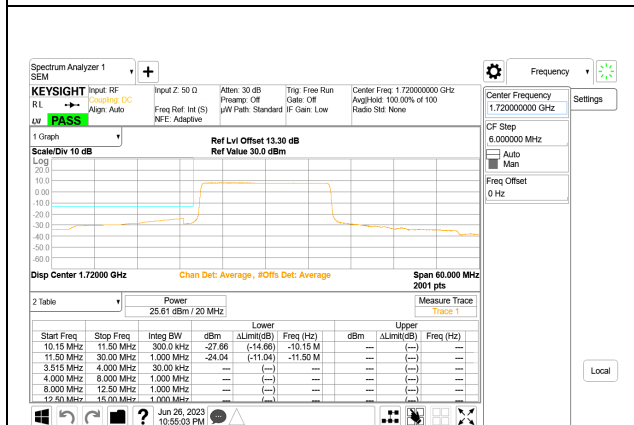 Spectrum Analyzer 1
SEM
+
Frequency
KEYSIGHT
R L
LXI PASS
Input: RF
Coupling: DC
Align: Auto
Input Z: 50 Ω
Freq Ref: Int (S)
NFE: Adaptive
Atten: 30 dB
Preamp: Off
µW Path: Standard
Trig: Free Run
Gate: Off
IF Gain: Low
Center Freq: 1.720000000 GHz
Avg|Hold: 100.00% of 100
Radio Std: None
Center Frequency
1.720000000 GHz
Settings
CF Step
6.000000 MHz
Auto
Man
Freq Offset
0 Hz
1 Graph
Scale/Div 10 dB
Ref Lvl Offset 13.30 dB
Ref Value 30.0 dBm
Log
20.0
10.0
0.00
-10.0
-20.0
-30.0
-40.0
-50.0
-60.0
Disp Center 1.72000 GHz
Chan Det: Average, #Offs Det: Average
Span 60.000 MHz
2001 pts
2 Table
Power
25.61 dBm / 20 MHz
Measure Trace
Trace 1
Lower Upper
Start Freq Stop Freq Integ BW dBm ΔLimit(dB) Freq (Hz) dBm ΔLimit(dB) Freq (Hz)
10.15 MHz 11.50 MHz 300.0 kHz -27.66 (-14.66) -10.15 M --- (---) ---
11.50 MHz 30.00 MHz 1.000 MHz -24.04 (-11.04) -11.50 M --- (---) ---
3.515 MHz 4.000 MHz 30.00 kHz --- (---) --- --- (---) ---
4.000 MHz 8.000 MHz 1.000 MHz --- (---) --- --- (---) ---
8.000 MHz 12.50 MHz 1.000 MHz --- (---) --- --- (---) ---
12.50 MHz 15.00 MHz 1.000 MHz --- (---) --- --- (---) ---
Local
?
Jun 26, 2023
10:55:03 PM